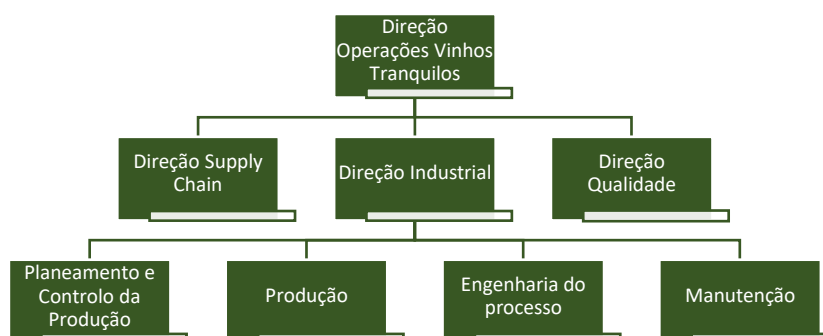 Direção
Operações Vinhos
Tranquilos
Direção Supply
Chain
Direção Industrial
Direção
Qualidade
Planeamento e
Controlo da
Produção
Produção
Engenharia do
processo
Manutenção